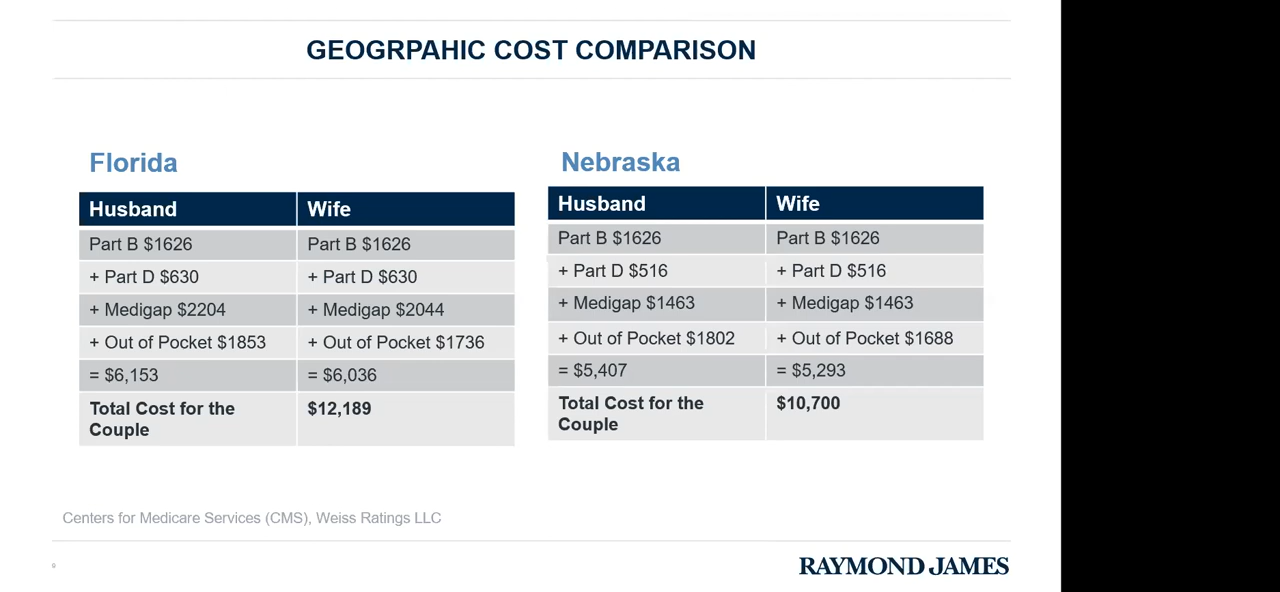 GEOGRPAHIC COST COMPARISON
Florida
Husband Wife
Part B $1626 Part B $1626
+ Part D $630 + Part D $630
+ Medigap $2204 + Medigap $2044
+ Out of Pocket $1853 + Out of Pocket $1736
= $6,153 = $6,036
Total Cost for the $12,189
Couple
Nebraska
Husband Wife
Part B $1626 Part B $1626
+ Part D $516 + Part D $516
+ Medigap $1463 + Medigap $1463
+ Out of Pocket $1802 + Out of Pocket $1688
= $5,407 = $5,293
Total Cost for the $10,700
Couple
Centers for Medicare Services (CMS), Weiss Ratings LLC
9
RAYMOND JAMES